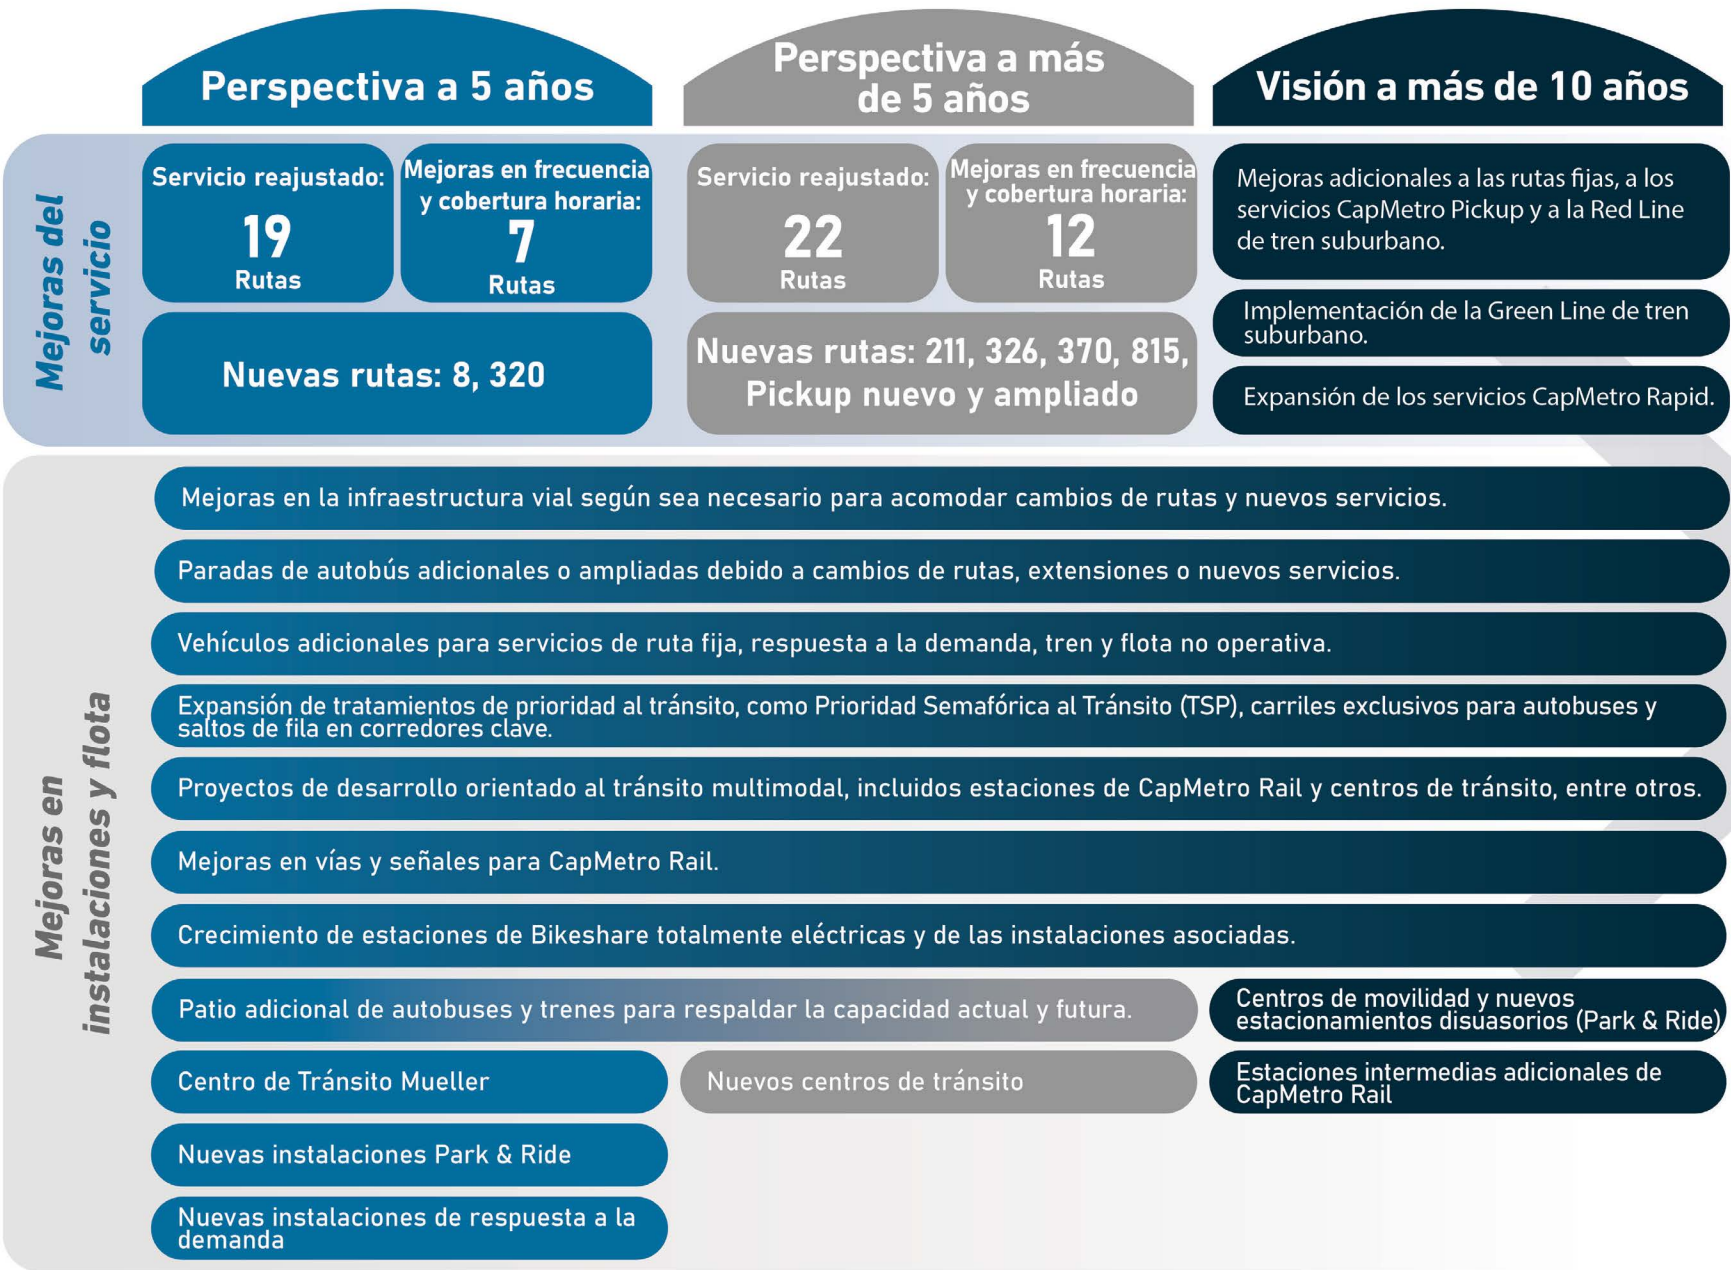 Perspectiva a 5 años
Perspectiva a más
de 5 años
Visión a más de 10 años
Mejoras del
servicio
Servicio reajustado:
19
Rutas
Mejoras en frecuencia
y cobertura horaria:
7
Rutas
Nuevas rutas: 8, 320
Servicio reajustado:
22
Rutas
Mejoras en frecuencia
y cobertura horaria:
12
Rutas
Nuevas rutas: 211, 326, 370, 815,
Pickup nuevo y ampliado
Mejoras adicionales a las rutas fijas, a los
servicios CapMetro Pickup y a la Red Line
de tren suburbano.
Implementación de la Green Line de tren
suburbano.
Expansión de los servicios CapMetro Rapid.
Mejoras en
instalaciones y flota
Mejoras en la infraestructura vial según sea necesario para acomodar cambios de rutas y nuevos servicios.
Paradas de autobús adicionales o ampliadas debido a cambios de rutas, extensiones o nuevos servicios.
Vehículos adicionales para servicios de ruta fija, respuesta a la demanda, tren y flota no operativa.
Expansión de tratamientos de prioridad al tránsito, como Prioridad Semafórica al Tránsito (TSP), carriles exclusivos para autobuses y
saltos de fila en corredores clave.
Proyectos de desarrollo orientado al tránsito multimodal, incluidos estaciones de CapMetro Rail y centros de tránsito, entre otros.
Mejoras en vías y señales para CapMetro Rail.
Crecimiento de estaciones de Bikeshare totalmente eléctricas y de las instalaciones asociadas.
Patio adicional de autobuses y trenes para respaldar la capacidad actual y futura.
Centros de movilidad y nuevos
estacionamientos disuasorios (Park & Ride)
Centro de Tránsito Mueller
Nuevos centros de tránsito
Estaciones intermedias adicionales de
CapMetro Rail
Nuevas instalaciones Park & Ride
Nuevas instalaciones de respuesta a la
demanda